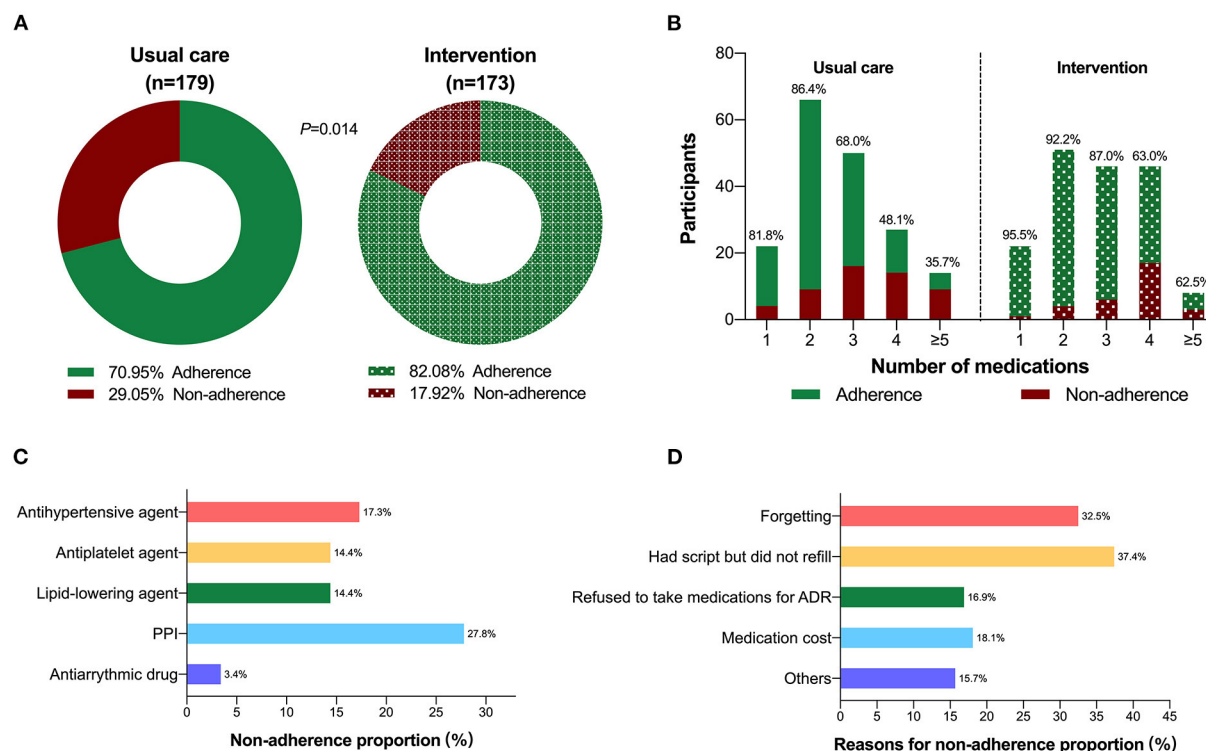 A
Usual care
(n=179)
Intervention
(n=173)
P=0.014
70.95% Adherence
29.05% Non-adherence
82.08% Adherence
17.92% Non-adherence
B
Usual care
Intervention
Participants
80
60
40
20
0
81.8%
86.4%
68.0%
48.1%
35.7%
95.5%
92.2%
87.0%
63.0%
62.5%
1 2 3 4 ≥5 1 2 3 4 ≥5
Number of medications
Adherence
Non-adherence
C
Antihypertensive agent
17.3%
Antiplatelet agent
14.4%
Lipid-lowering agent
14.4%
PPI
27.8%
Antiarrythmic drug
3.4%
0 5 10 15 20 25 30
Non-adherence proportion (%)
D
Forgetting
32.5%
Had script but did not refill
37.4%
Refused to take medications for ADR
16.9%
Medication cost
18.1%
Others
15.7%
0 5 10 15 20 25 30 35 40 45
Reasons for non-adherence proportion (%)